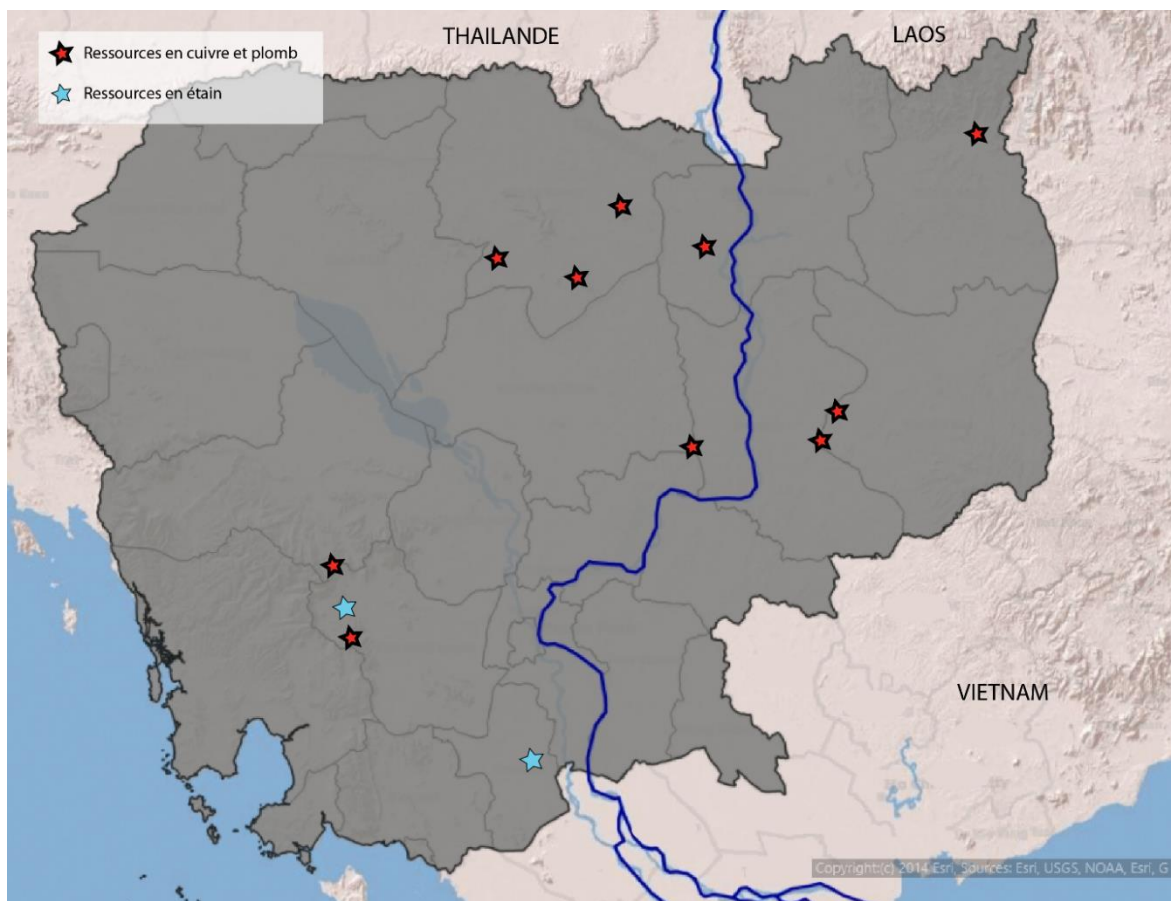 THAILANDE
LAOS
Ressources en cuivre et plomb
Ressources en étain
VIETNAM
Copyright:(c) 2014 Esri, Sources: Esri, USGS, NOAA, Esri, G